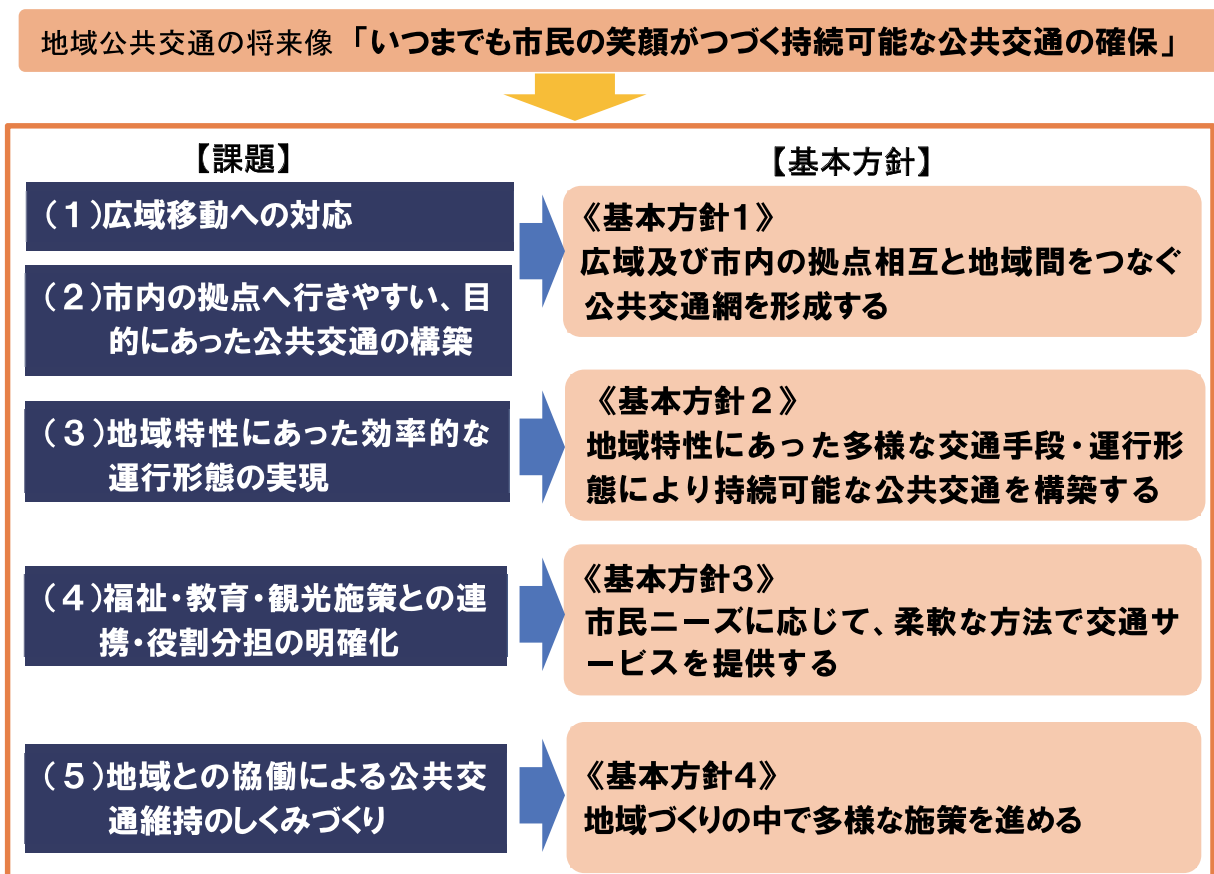 地域公共交通の将来像 「いつまでも市民の笑顔がつづく持続可能な公共交通の確保」
【課題】
（１）広域移動への対応
（２）市内の拠点へ行きやすい、目
的にあった公共交通の構築
（３）地域特性にあった効率的な
運行形態の実現
（４）福祉・教育・観光施策との連
携・役割分担の明確化
（５）地域との協働による公共交
通維持のしくみづくり
【基本方針】
《基本方針１》
広域及び市内の拠点相互と地域間をつなぐ
公共交通網を形成する
《基本方針２》
地域特性にあった多様な交通手段・運行形
態により持続可能な公共交通を構築する
《基本方針３》
市民ニーズに応じて、柔軟な方法で交通サ
ービスを提供する
《基本方針４》
地域づくりの中で多様な施策を進める